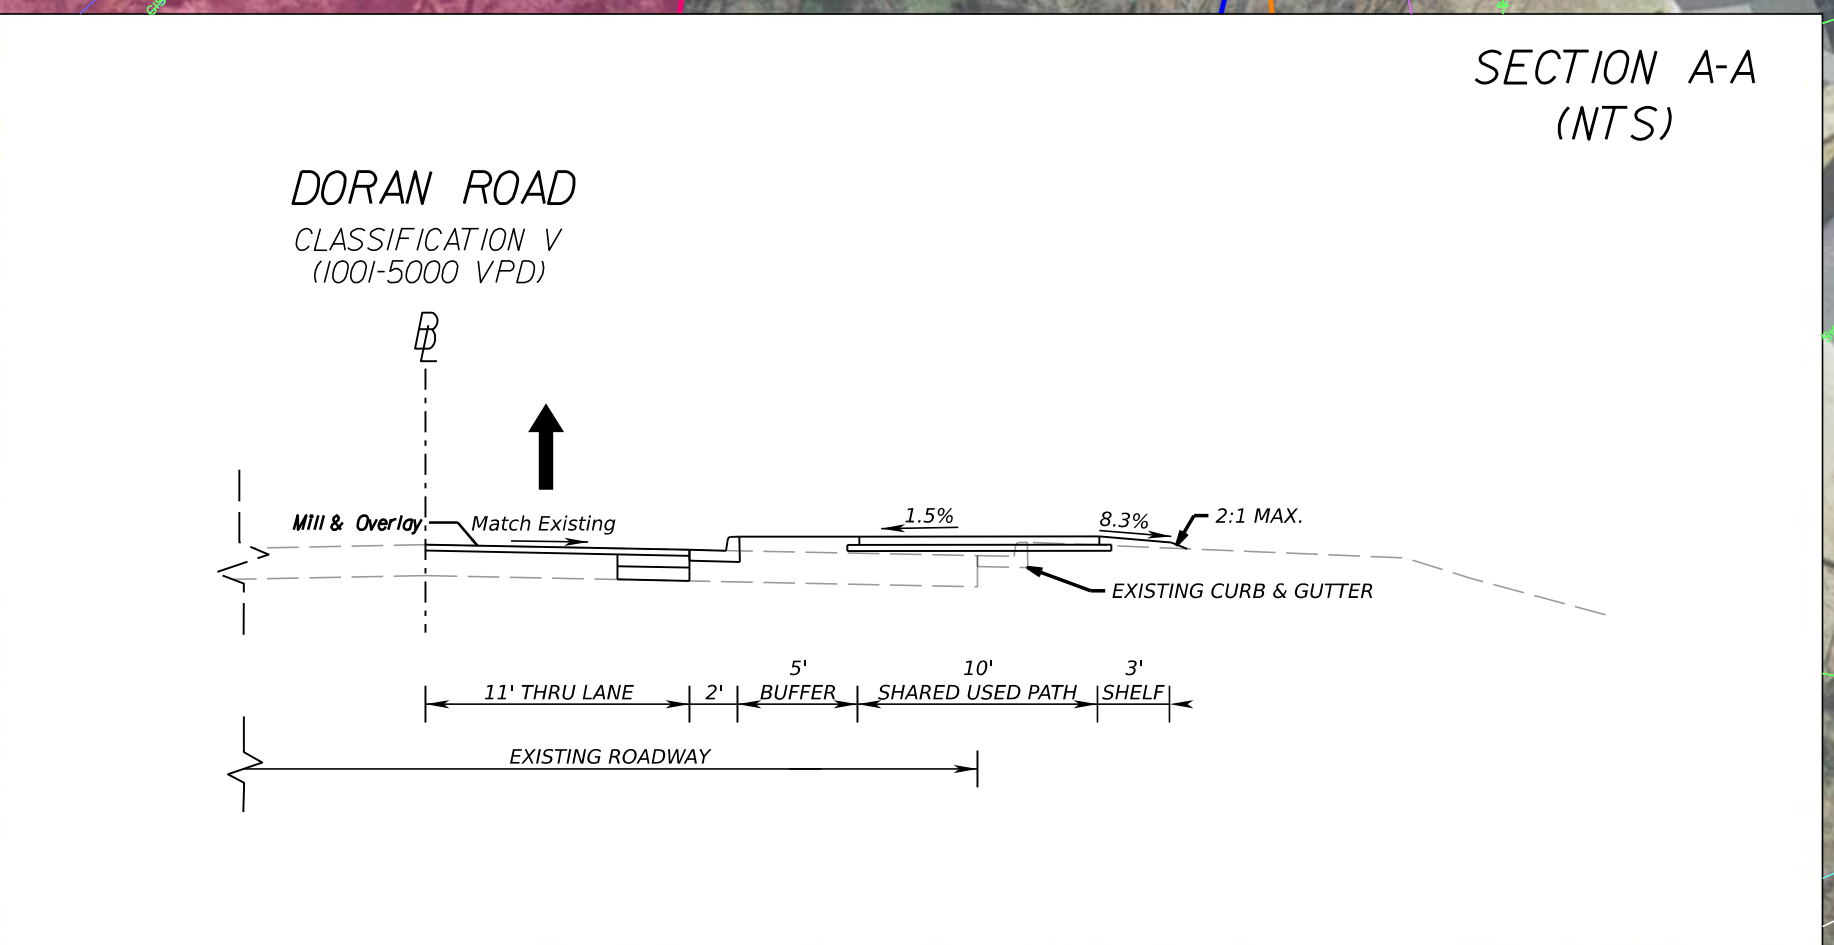 SECTION A-A
(NTS)
DORAN ROAD
CLASSIFICATION V
(1001-5000 VPD)
BL
Mill & Overlay
Match Existing
1.5%
8.3%
2:1 MAX.
EXISTING CURB & GUTTER
11' THRU LANE
2'
5'
BUFFER
10'
SHARED USED PATH
3'
SHELF
EXISTING ROADWAY